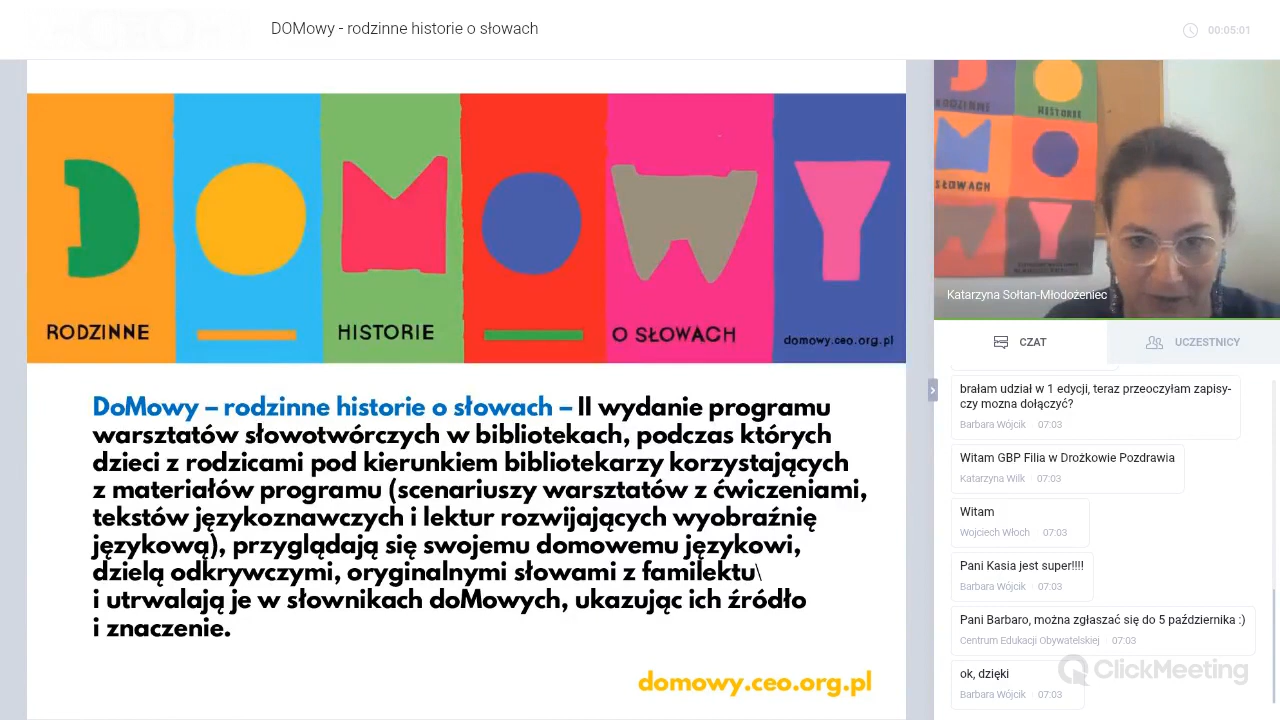 DOMowy - rodzinne historie o słowach
00:05:01
DOMOWY
RODZINNE
HISTORIE
O SŁOWACH
domowy.ceo.org.pl
DoMowy – rodzinne historie o słowach – II wydanie programu
warsztatów słowotwórczych w bibliotekach, podczas których
dzieci z rodzicami pod kierunkiem bibliotekarzy korzystających
z materiałów programu (scenariuszy warsztatów z ćwiczeniami,
tekstów językoznawczych i lektur rozwijających wyobraźnię
językową), przyglądają się swojemu domowemu językowi,
dzielą odkrywczymi, oryginalnymi słowami z familektu\
i utrwalają je w słownikach doMowych, ukazując ich źródło
i znaczenie.
domowy.ceo.org.pl
HISTORIE
SŁOWACH
Katarzyna Sołtan-Młodożeniec
CZAT
UCZESTNICY
brałam udział w 1 edycji, teraz przeoczyłam zapisy-
czy mozna dołączyć?
Barbara Wójcik 07:03
Witam GBP Filia w Drożkowie Pozdrawia
Katarzyna Wilk 07:03
Witam
Wojciech Włoch 07:03
Pani Kasia jest super!!!!
Barbara Wójcik 07:03
Pani Barbaro, można zgłaszać się do 5 października :)
Centrum Edukacji Obywatelskiej 07:03
ok, dzięki
Barbara Wójcik 07:03
ClickMeeting